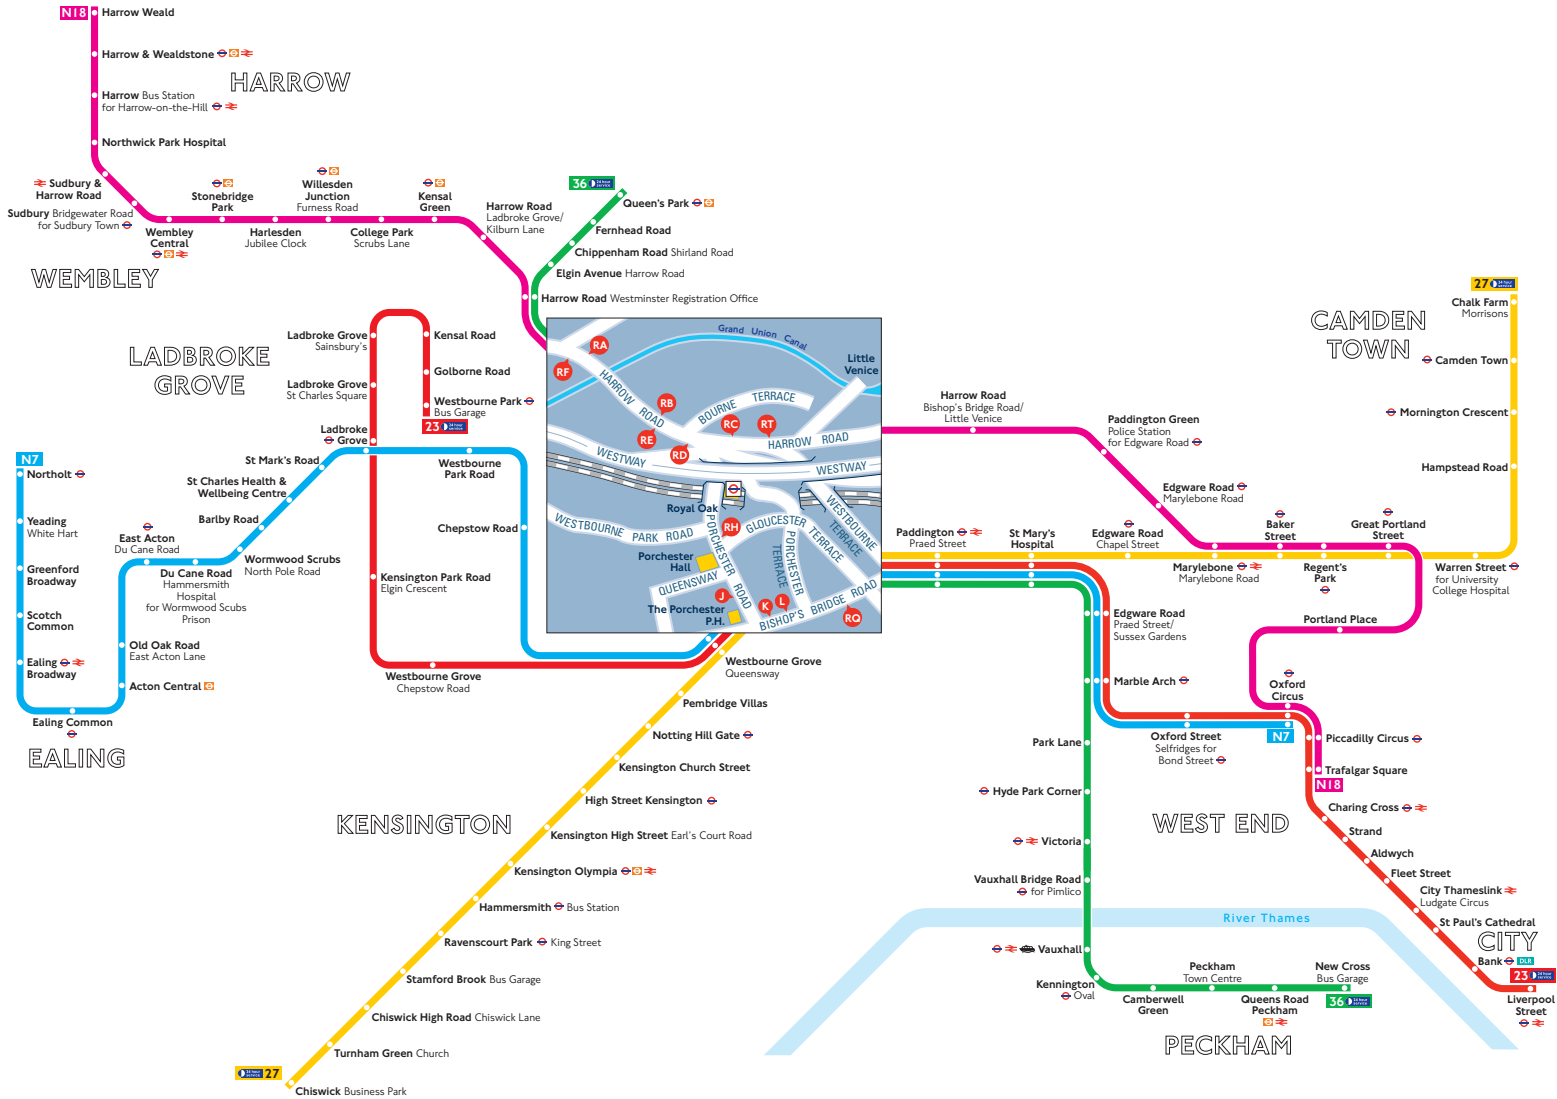 N18
Harrow Weald
Harrow & Wealdstone
HARROW
Harrow Bus Station
for Harrow-on-the-Hill
Northwick Park Hospital
Sudbury &
Harrow Road
Sudbury Bridgewater Road
for Sudbury Town
Wembley
Central
WEMBLEY
Stonebridge
Park
Harlesden
Jubilee Clock
Willesden
Junction
Furness Road
College Park
Scrubs Lane
Kensal
Green
Harrow Road
Ladbroke Grove/
Kilburn Lane
36
24 hour
service
Queen's Park
Fernhead Road
Chippenham Road Shirland Road
Elgin Avenue Harrow Road
Harrow Road Westminster Registration Office
LADBROKE
GROVE
Ladbroke Grove
Sainsbury's
Ladbroke Grove
St Charles Square
Ladbroke
Grove
Kensal Road
Golborne Road
Westbourne Park
Bus Garage
23
24 hour
service
N7
Northolt
Yeading
White Hart
Greenford
Broadway
Scotch
Common
Ealing
Broadway
Ealing Common
EALING
St Mark's Road
St Charles Health &
Wellbeing Centre
Barlby Road
East Acton
Du Cane Road
Wormwood Scrubs
North Pole Road
Du Cane Road
Hammersmith
Hospital
for Wormwood Scrubs
Prison
Old Oak Road
East Acton Lane
Acton Central
Westbourne
Park Road
Chepstow Road
Kensington Park Road
Elgin Crescent
Westbourne Grove
Chepstow Road
Grand Union Canal
Little
Venice
RA
RF
HARROW ROAD
RB
BOURNE TERRACE
RE
RC
RT
RD
HARROW ROAD
WESTWAY
WESTWAY
Royal Oak
WESTBOURNE PARK ROAD
PORCHESTER ROAD
RH
GLOUCESTER TERRACE
WESTBOURNE TERRACE
PORCHESTER TERRACE
Porchester
Hall
QUEENSWAY
The Porchester
P.H.
J
K
L
RQ
BISHOP'S BRIDGE ROAD
Westbourne Grove
Queensway
Pembridge Villas
Notting Hill Gate
Kensington Church Street
High Street Kensington
KENSINGTON
Kensington High Street Earl's Court Road
Kensington Olympia
Hammersmith Bus Station
Ravenscourt Park King Street
Stamford Brook Bus Garage
Chiswick High Road Chiswick Lane
Turnham Green Church
24 hour
service
27
Chiswick Business Park
27
24 hour
service
Chalk Farm
Morrisons
CAMDEN
TOWN
Camden Town
Mornington Crescent
Hampstead Road
Warren Street
for University
College Hospital
Harrow Road
Bishop's Bridge Road/
Little Venice
Paddington Green
Police Station
for Edgware Road
Edgware Road
Marylebone Road
Baker
Street
Great Portland
Street
Paddington
Praed Street
St Mary's
Hospital
Edgware Road
Chapel Street
Marylebone
Marylebone Road
Regent's
Park
Portland Place
Edgware Road
Praed Street/
Sussex Gardens
Marble Arch
Oxford
Circus
Oxford Street
Selfridges for
Bond Street
N7
Piccadilly Circus
Trafalgar Square
N18
WEST END
Charing Cross
Strand
Aldwych
Fleet Street
City Thameslink
Ludgate Circus
St Paul's Cathedral
CITY
Bank DLR
23
24 hour
service
Liverpool
Street
Park Lane
Hyde Park Corner
Victoria
Vauxhall Bridge Road
for Pimlico
River Thames
Vauxhall
Kennington
Oval
Camberwell
Green
Peckham
Town Centre
Queens Road
Peckham
New Cross
Bus Garage
36
24 hour
service
PECKHAM